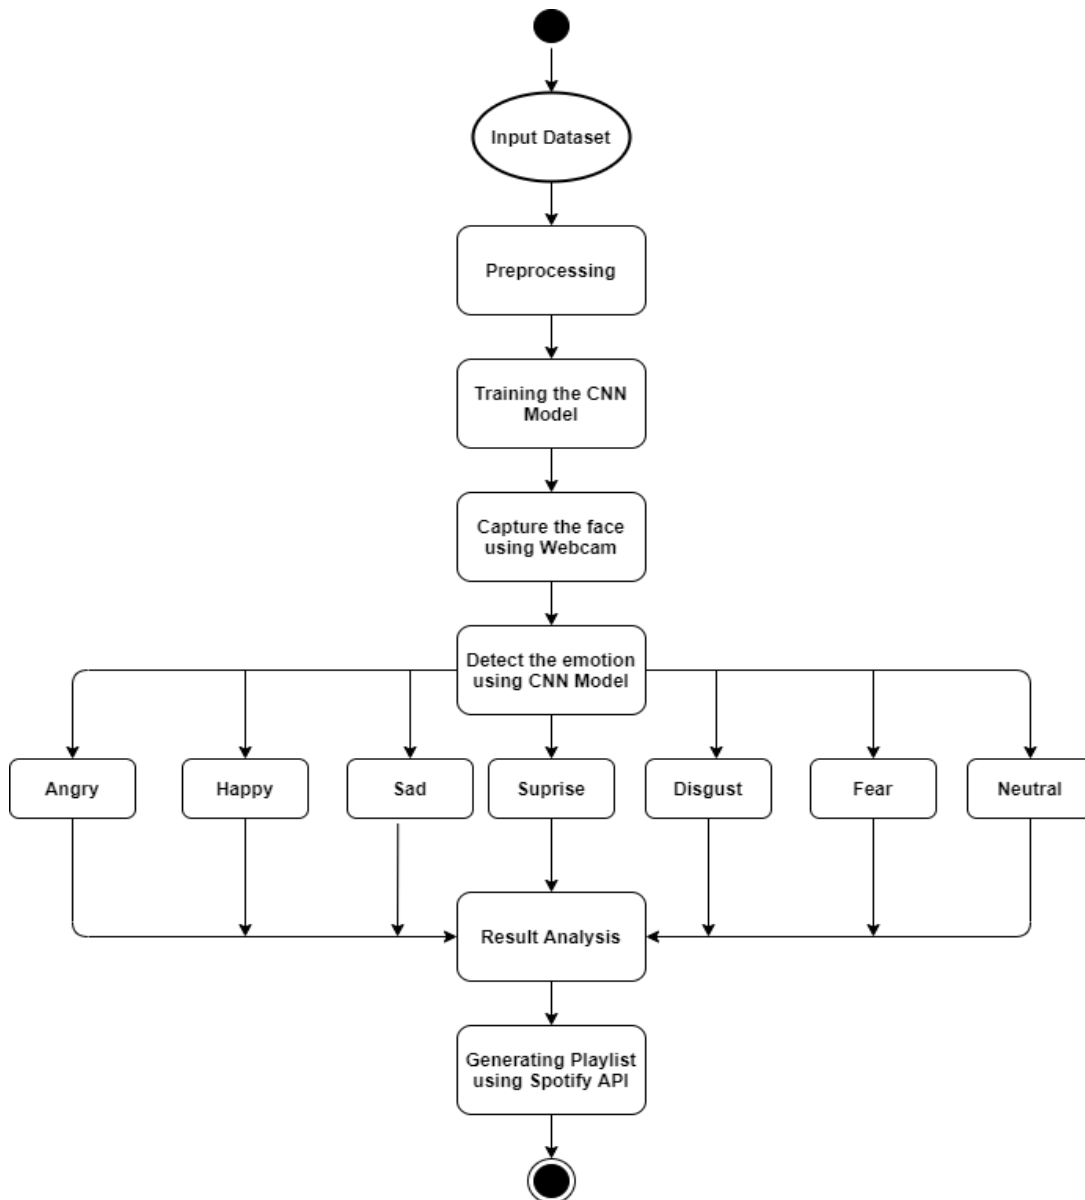 Input Dataset
Preprocessing
Training the CNN
Model
Capture the face
using Webcam
Detect the emotion
using CNN Model
Angry
Happy
Sad
Suprise
Disgust
Fear
Neutral
Result Analysis
Generating Playlist
using Spotify API